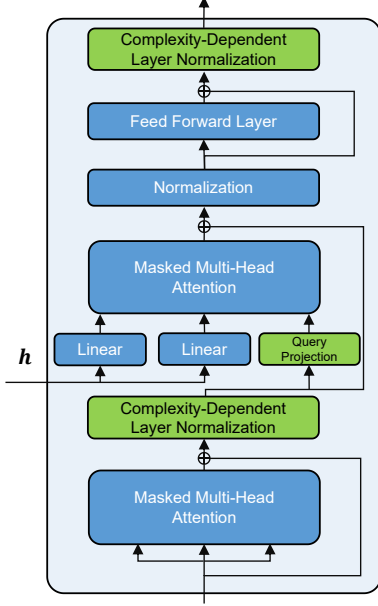 Complexity-Dependent
Layer Normalization
Feed Forward Layer
Normalization
Masked Multi-Head
Attention
h
Linear
Linear
Query
Projection
Complexity-Dependent
Layer Normalization
Masked Multi-Head
Attention